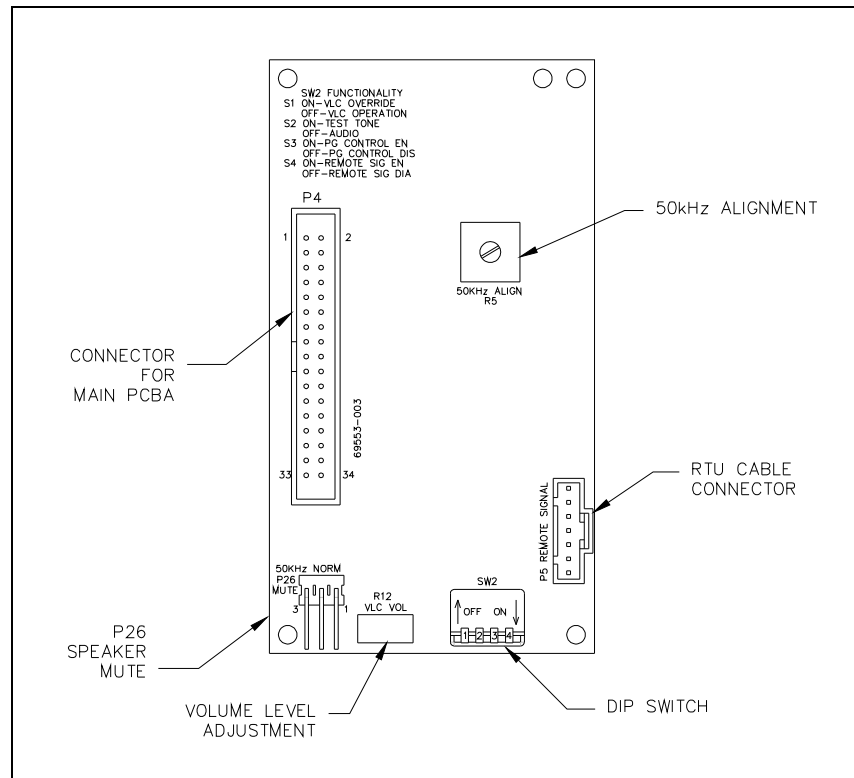 SW2 FUNCTIONALITY
S1 ON-VLC OVERRIDE
OFF-VLC OPERATION
S2 ON-TEST TONE
OFF-AUDIO
S3 ON-PG CONTROL EN
OFF-PG CONTROL DIS
S4 ON-REMOTE SIG EN
OFF-REMOTE SIG DIA
P4
1 2
33 34
69553-003
50KHz ALIGN
R5
50kHz ALIGNMENT
CONNECTOR
FOR
MAIN PCBA
RTU CABLE
CONNECTOR
P5 REMOTE SIGNAL
50KHz NORM
P26
MUTE
3 1
R12
VLC VOL
SW2
OFF ON
1 2 3 4
P26
SPEAKER
MUTE
VOLUME LEVEL
ADJUSTMENT
DIP SWITCH